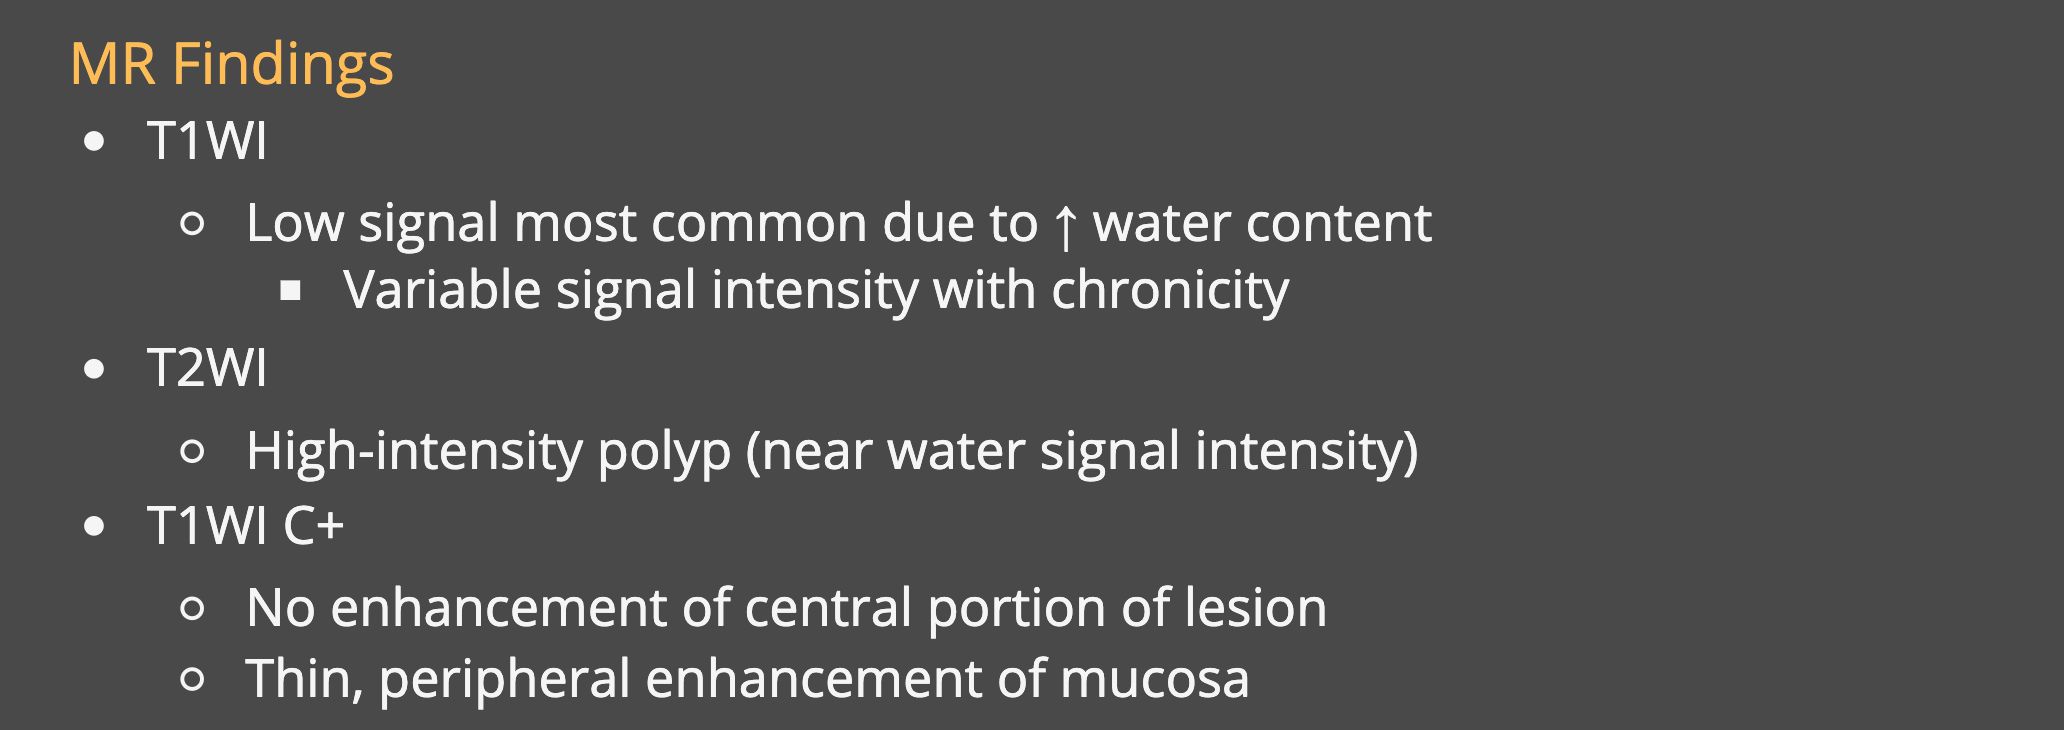 MR Findings
• T1WI
○ Low signal most common due to ↑ water content
▪ Variable signal intensity with chronicity
• T2WI
○ High-intensity polyp (near water signal intensity)
• T1WI C+
○ No enhancement of central portion of lesion
○ Thin, peripheral enhancement of mucosa